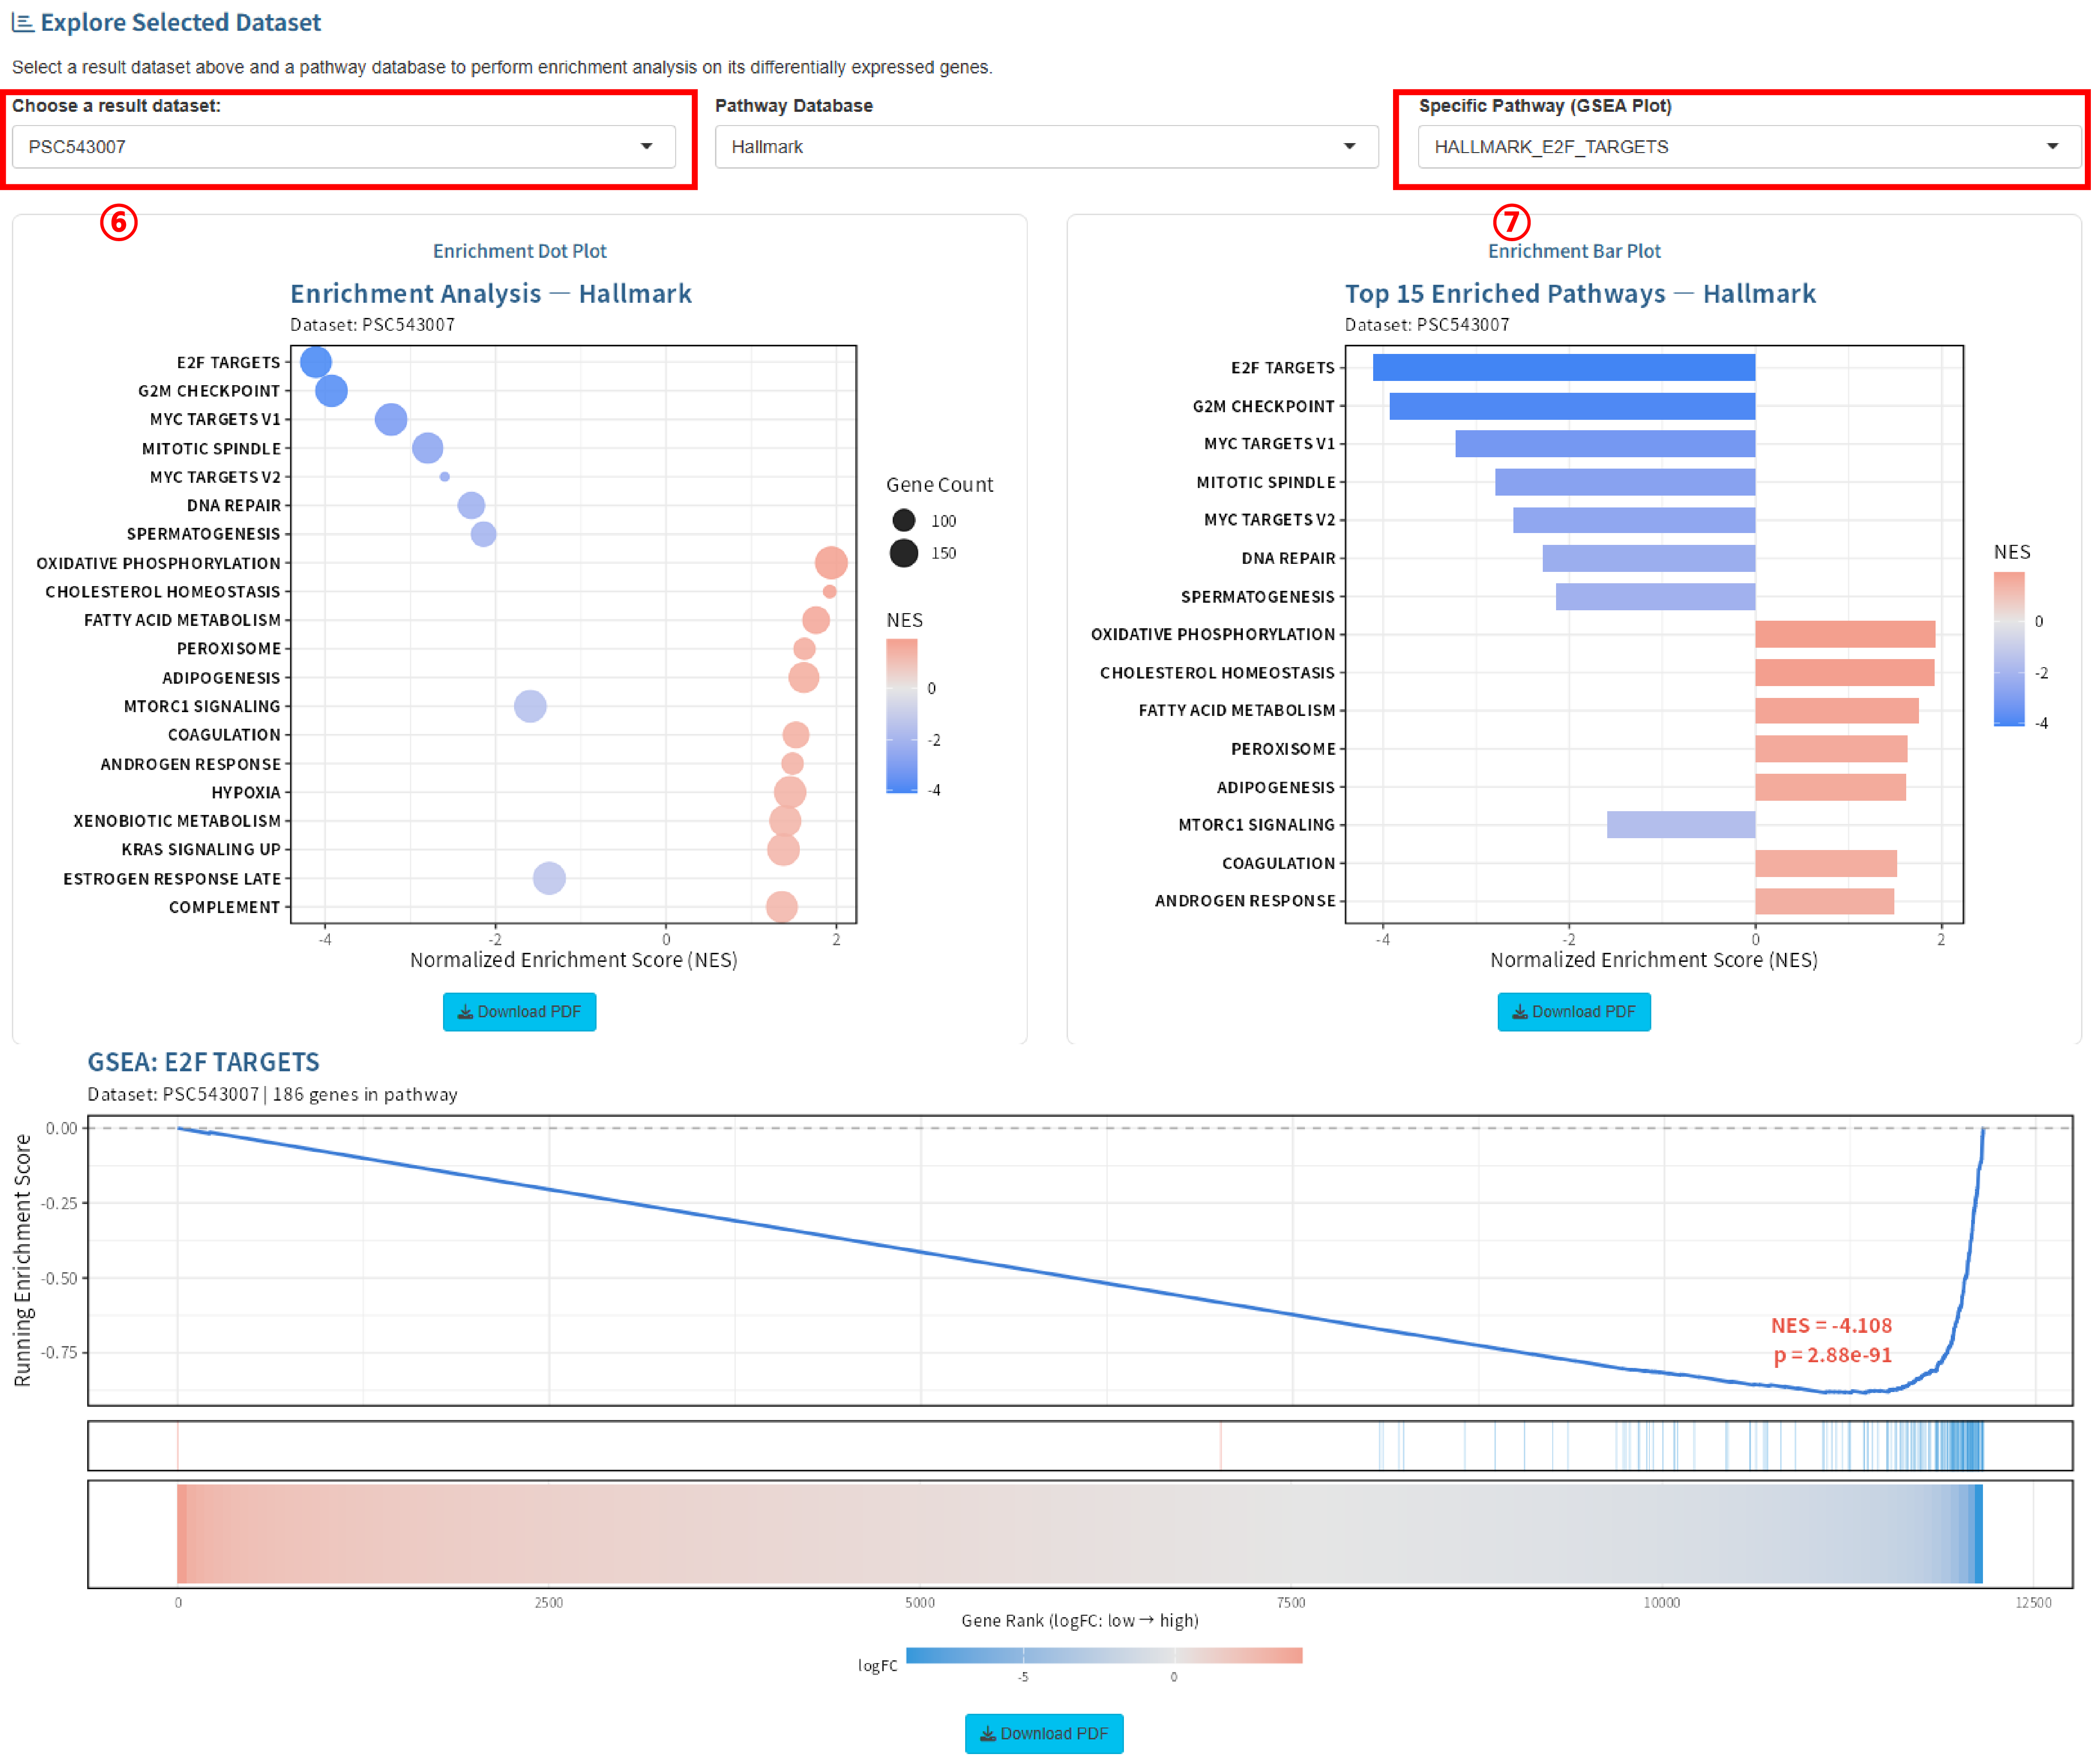 Explore Selected Dataset
Select a result dataset above and a pathway database to perform enrichment analysis on its differentially expressed genes.
Choose a result dataset:
PSC543007
Pathway Database
Hallmark
Specific Pathway (GSEA Plot)
HALLMARK_E2F_TARGETS
⑥
⑦
Enrichment Dot Plot
Enrichment Analysis — Hallmark
Dataset: PSC543007
E2F TARGETS
G2M CHECKPOINT
MYC TARGETS V1
MITOTIC SPINDLE
MYC TARGETS V2
DNA REPAIR
SPERMATOGENESIS
OXIDATIVE PHOSPHORYLATION
CHOLESTEROL HOMEOSTASIS
FATTY ACID METABOLISM
PEROXISOME
ADIPOGENESIS
MTORC1 SIGNALING
COAGULATION
ANDROGEN RESPONSE
HYPOXIA
XENOBIOTIC METABOLISM
KRAS SIGNALING UP
ESTROGEN RESPONSE LATE
COMPLEMENT
-4 -2 0 2
Normalized Enrichment Score (NES)
Gene Count
100
150
NES
0
-2
-4
Download PDF
Enrichment Bar Plot
Top 15 Enriched Pathways — Hallmark
Dataset: PSC543007
E2F TARGETS
G2M CHECKPOINT
MYC TARGETS V1
MITOTIC SPINDLE
MYC TARGETS V2
DNA REPAIR
SPERMATOGENESIS
OXIDATIVE PHOSPHORYLATION
CHOLESTEROL HOMEOSTASIS
FATTY ACID METABOLISM
PEROXISOME
ADIPOGENESIS
MTORC1 SIGNALING
COAGULATION
ANDROGEN RESPONSE
-4 -2 0 2
Normalized Enrichment Score (NES)
NES
0
-2
-4
Download PDF
GSEA: E2F TARGETS
Dataset: PSC543007 | 186 genes in pathway
Running Enrichment Score
0.00
-0.25
-0.50
-0.75
NES = -4.108
p = 2.88e-91
0 2500 5000 7500 10000 12500
Gene Rank (logFC: low → high)
logFC
-5 0
Download PDF